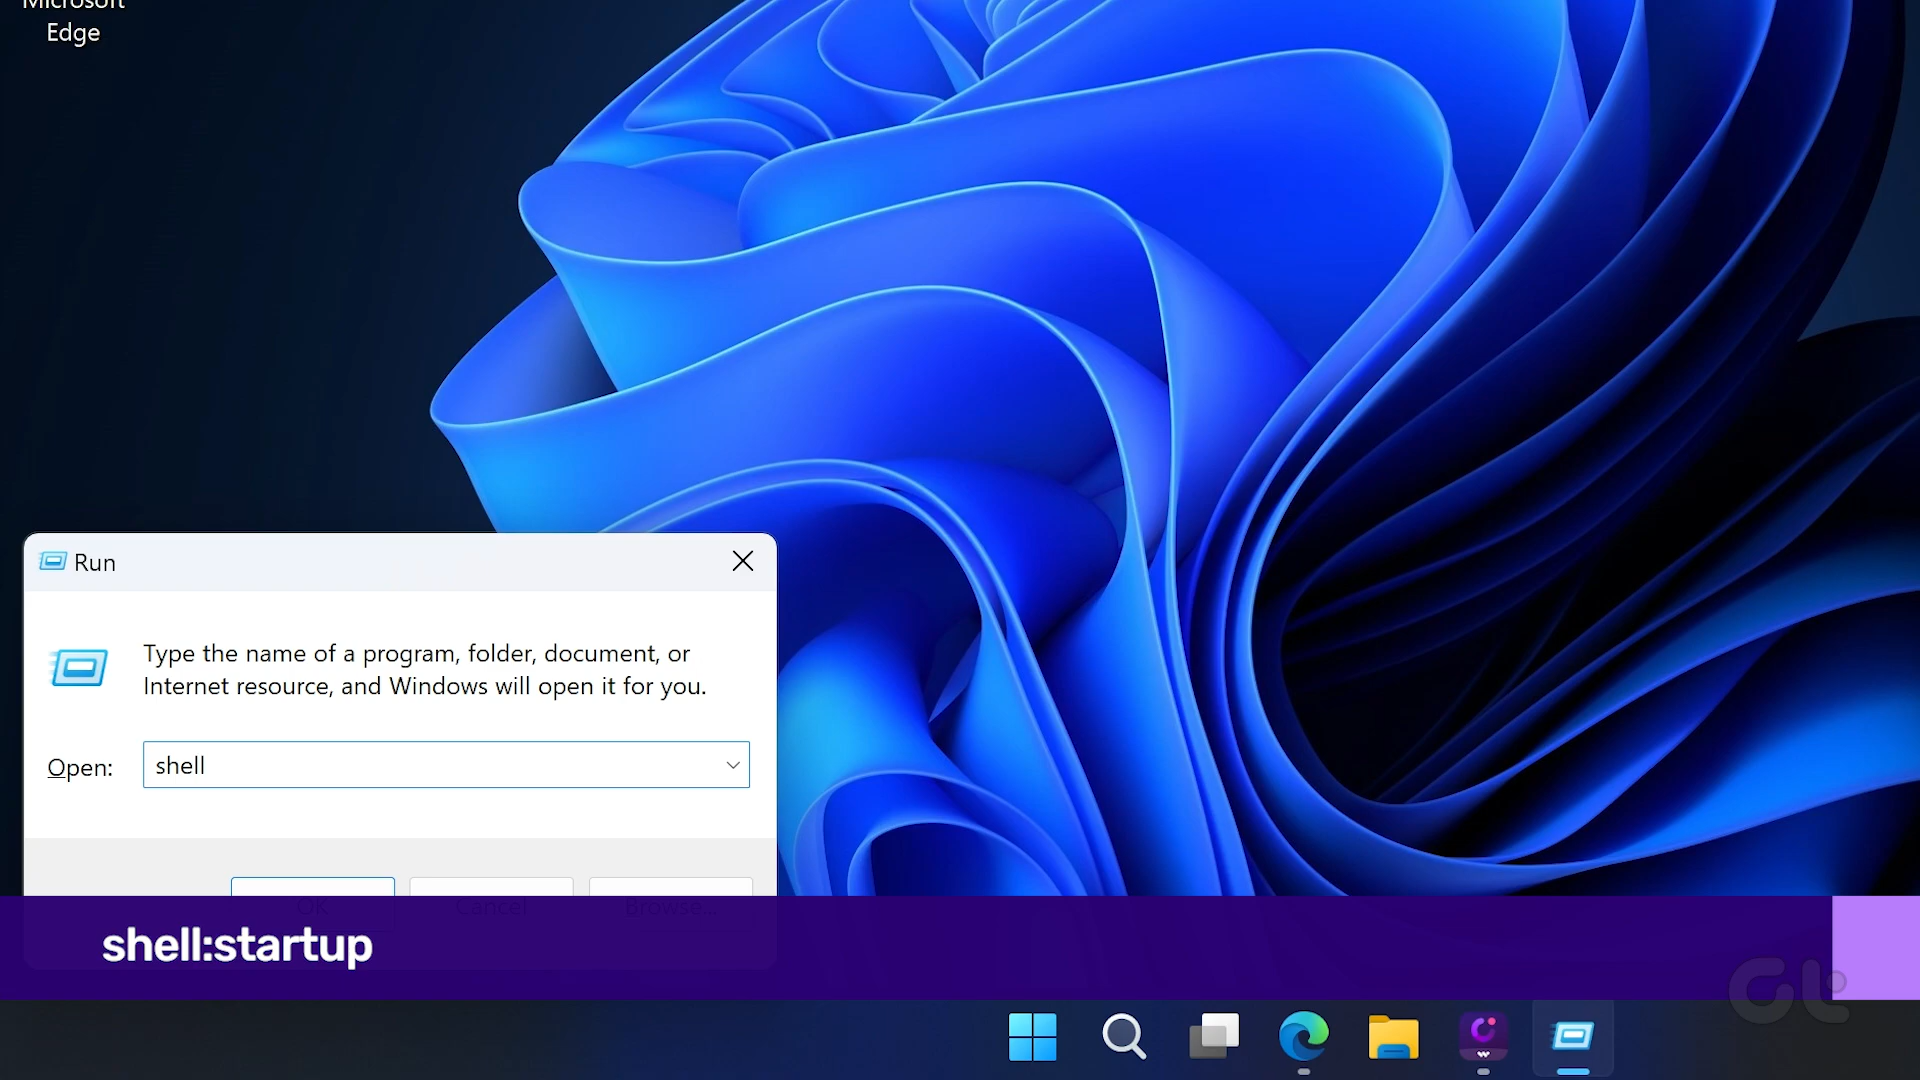 Microsoft
Edge
Run
Type the name of a program, folder, document, or
Internet resource, and Windows will open it for you.
Open:
shell
OK
Cancel
Browse...
shell:startup
GL